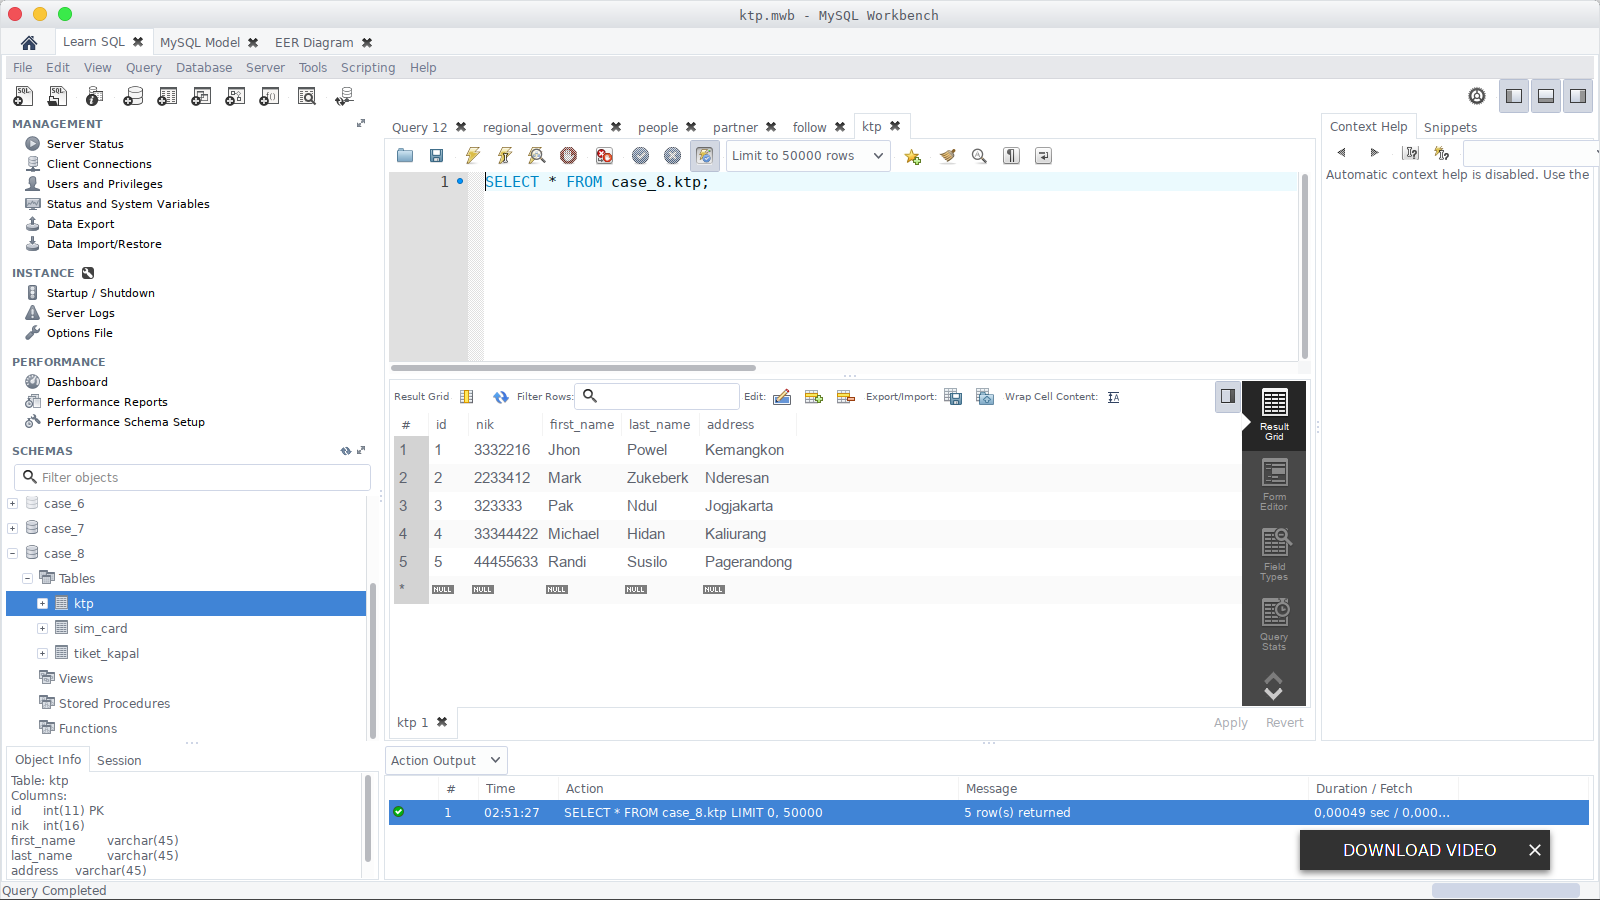 ktp.mwb - MySQL Workbench
Learn SQL
MySQL Model
EER Diagram
File Edit View Query Database Server Tools Scripting Help
MANAGEMENT
Server Status
Client Connections
Users and Privileges
Status and System Variables
Data Export
Data Import/Restore
INSTANCE
Startup / Shutdown
Server Logs
Options File
PERFORMANCE
Dashboard
Performance Reports
Performance Schema Setup
SCHEMAS
Filter objects
case_6
case_7
case_8
Tables
ktp
sim_card
tiket_kapal
Views
Stored Procedures
Functions
Object Info Session
Table: ktp
Columns:
id int(11) PK
nik int(16)
first_name varchar(45)
last_name varchar(45)
address varchar(45)
Query Completed
Query 12 regional_goverment people partner follow ktp
Limit to 50000 rows
1 SELECT * FROM case_8.ktp;
Result Grid Filter Rows: Edit: Export/Import: Wrap Cell Content:
# id nik first_name last_name address
1 1 3332216 Jhon Powel Kemangkon
2 2 2233412 Mark Zukeberk Nderesan
3 3 323333 Pak Ndul Jogjakarta
4 4 33344422 Michael Hidan Kaliurang
5 5 44455633 Randi Susilo Pagerandong
* NULL NULL NULL NULL NULL
Result
Grid
Form
Editor
Field
Types
Query
Stats
ktp 1
Apply Revert
Context Help Snippets
Automatic context help is disabled. Use the
Action Output
# Time Action Message Duration / Fetch
1 02:51:27 SELECT * FROM case_8.ktp LIMIT 0, 50000 5 row(s) returned 0,00049 sec / 0,000...
DOWNLOAD VIDEO